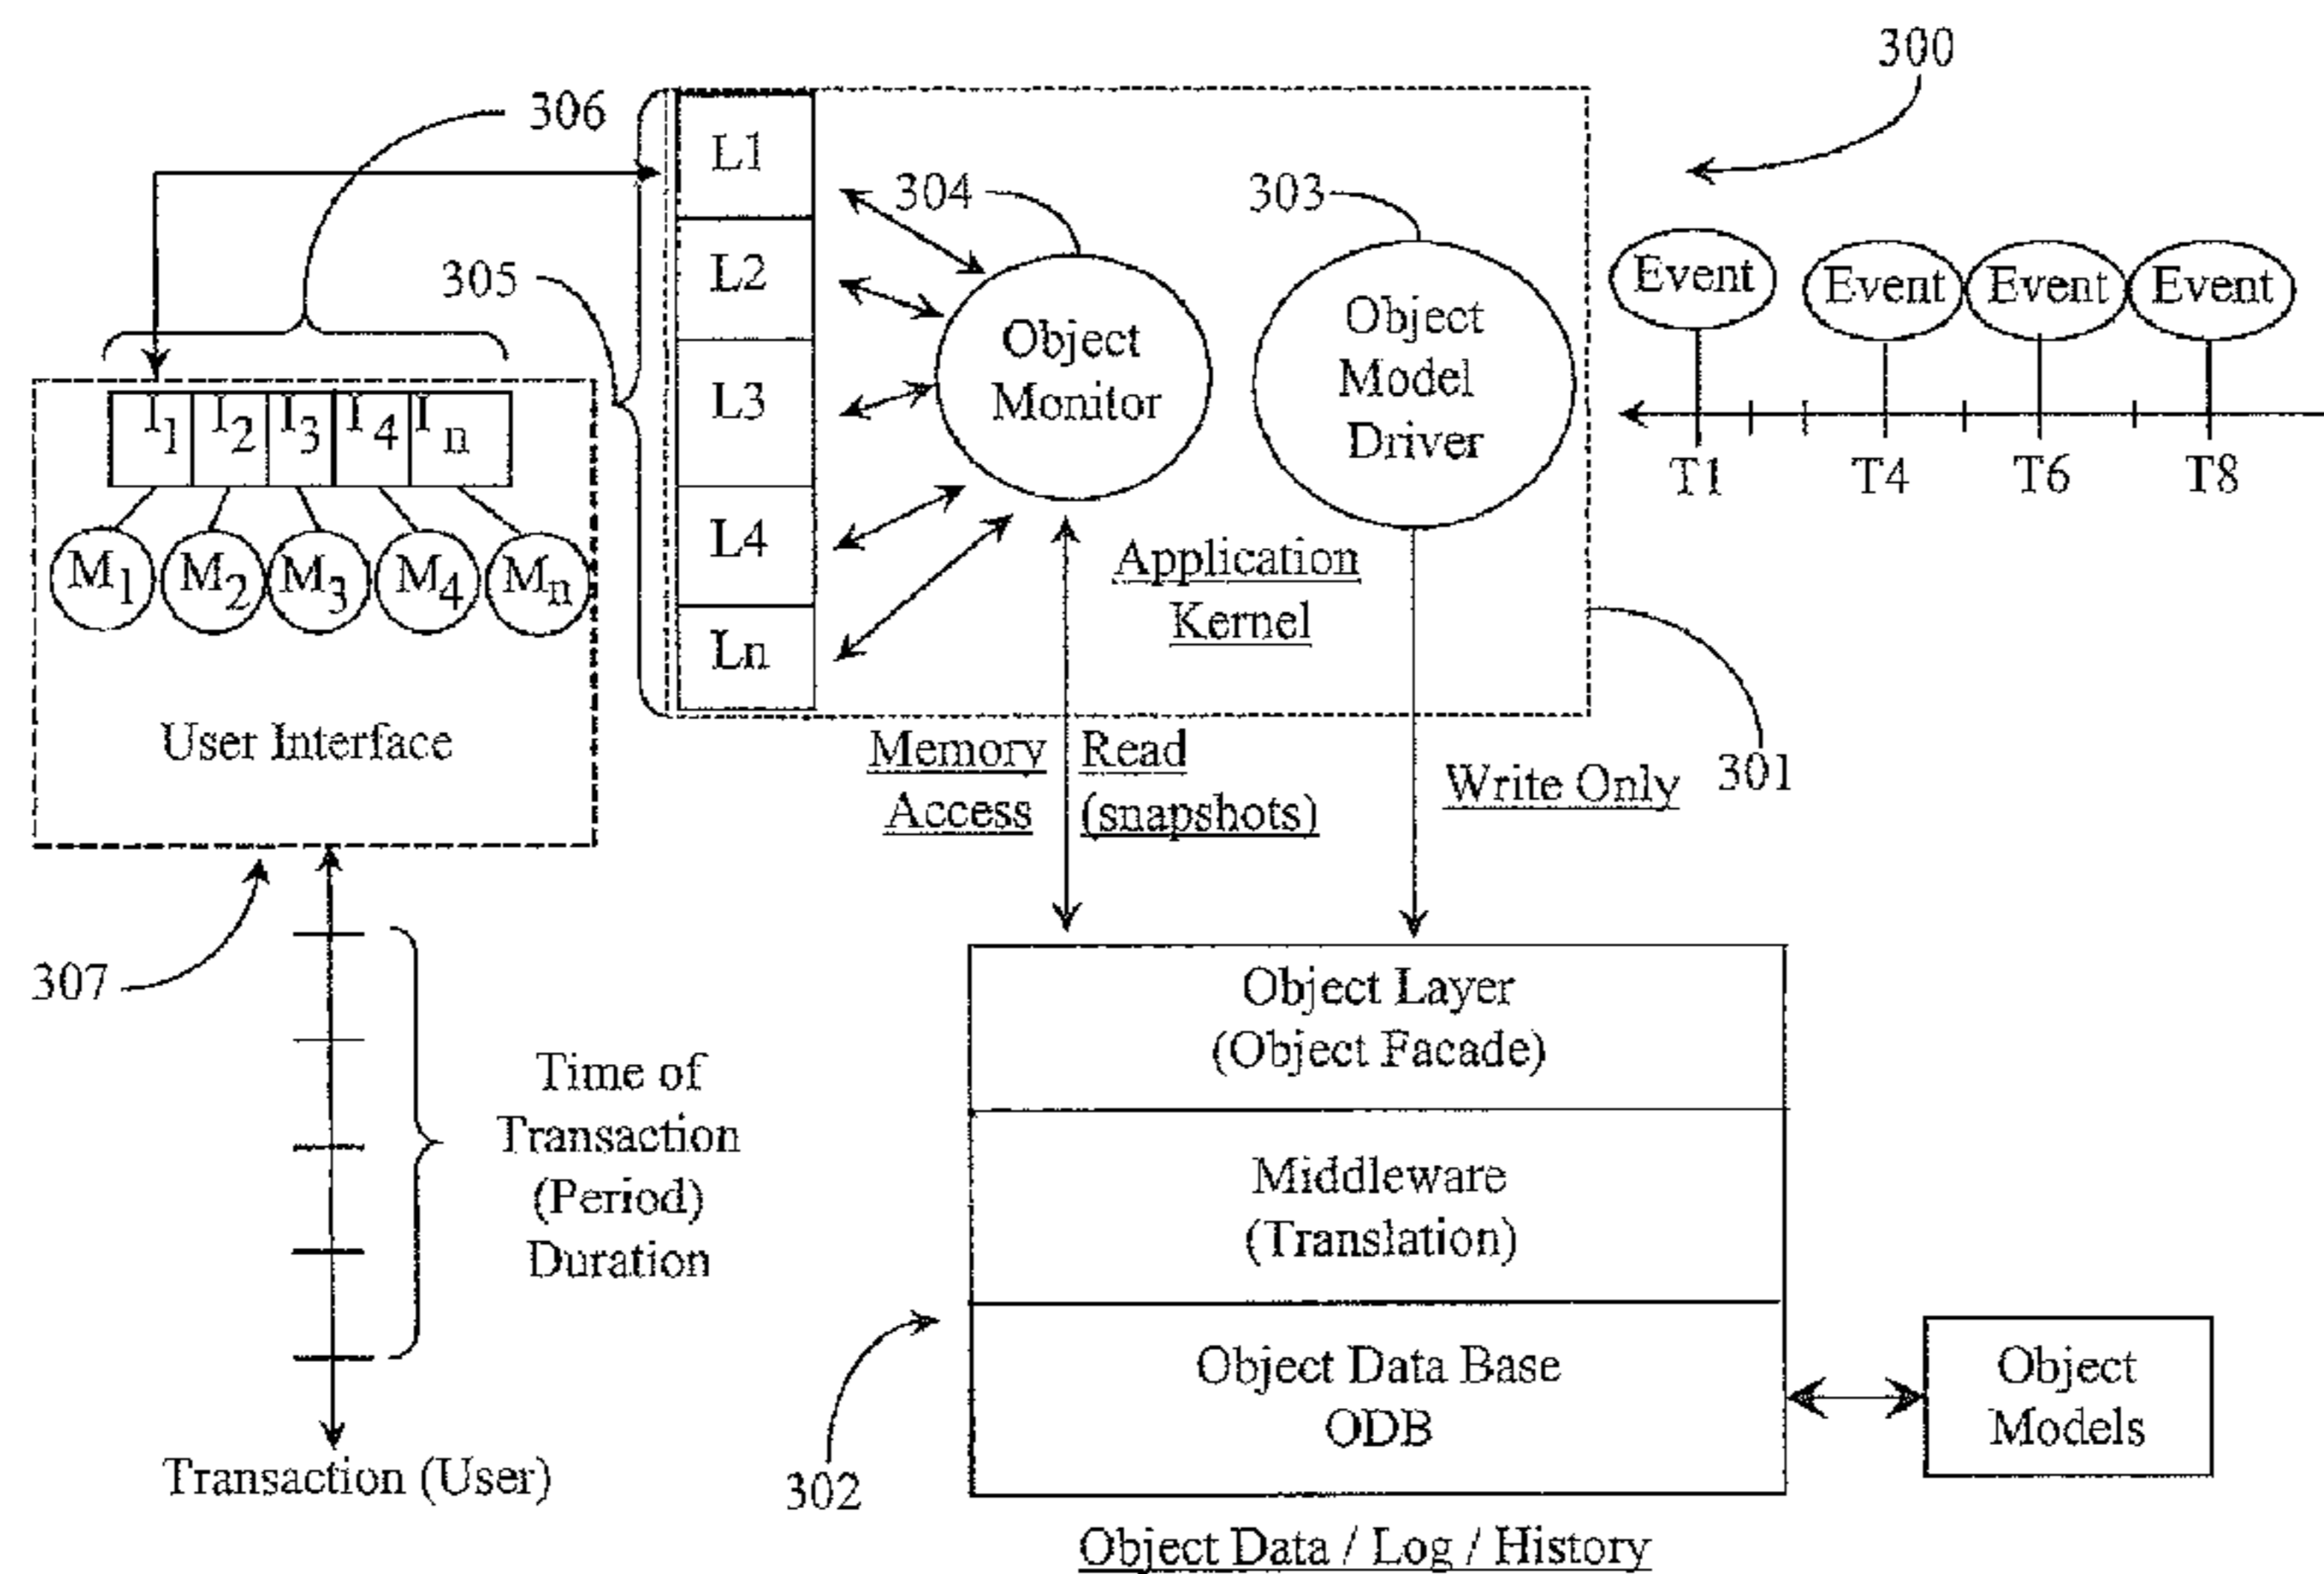 300
306
L1
304
303
305
L2
Event
Event
Event
Event
Object
Monitor
Object
Model
Driver
L3
I1 I2 I3 I4 In
T1
T4
T6
T8
L4
M1 M2 M3 M4 Mn
Application
Kernel
Ln
User Interface
Memory
Access
Read
(snapshots)
Write Only
301
307
Object Layer
(Object Facade)
Time of
Transaction
(Period)
Duration
Middleware
(Translation)
302
Object Data Base
ODB
Object
Models
Transaction (User)
Object Data / Log / History